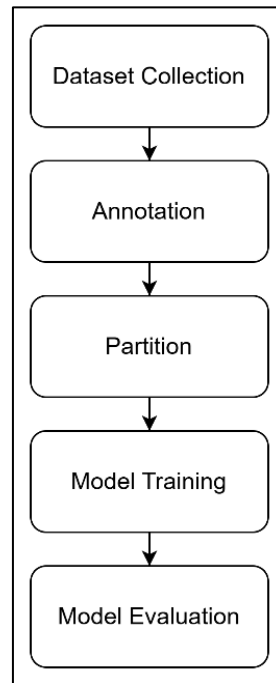 Dataset Collection
Annotation
Partition
Model Training
Model Evaluation